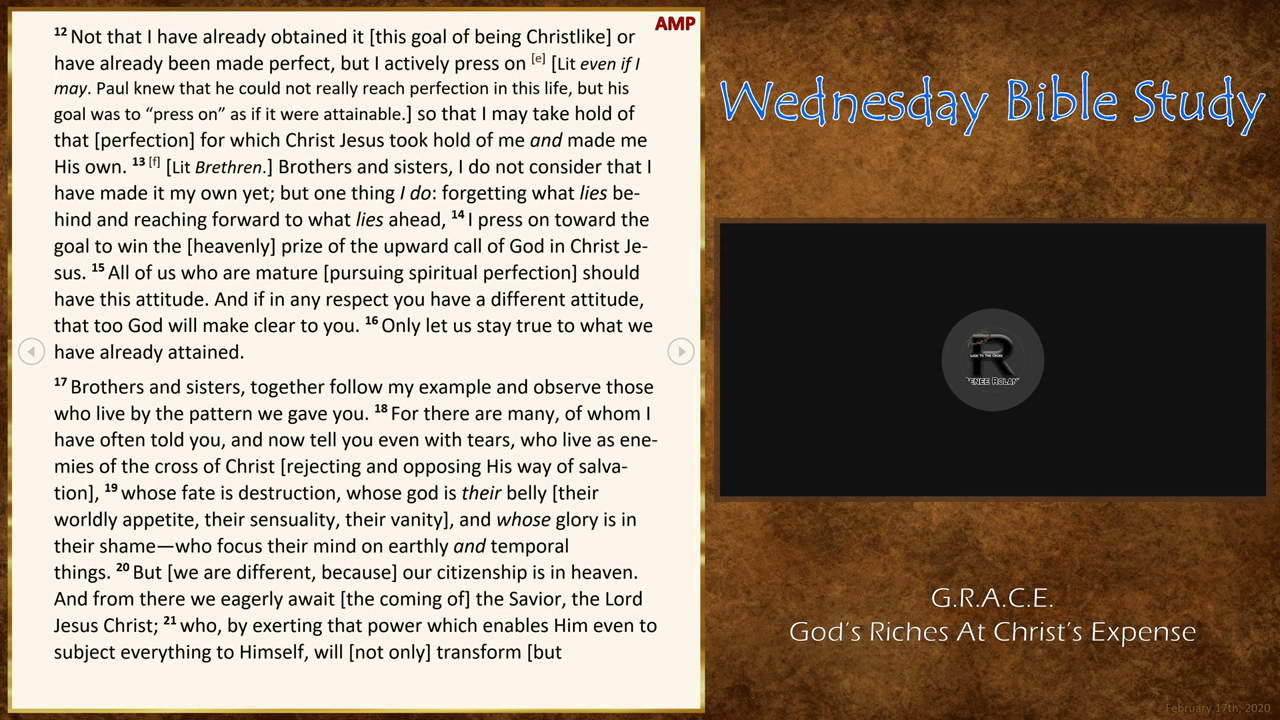 AMP
12 Not that I have already obtained it [this goal of being Christlike] or
have already been made perfect, but I actively press on [e] [Lit even if I
may. Paul knew that he could not really reach perfection in this life, but his
goal was to “press on” as if it were attainable.] so that I may take hold of
that [perfection] for which Christ Jesus took hold of me and made me
His own. 13 [f] [Lit Brethren.] Brothers and sisters, I do not consider that I
have made it my own yet; but one thing I do: forgetting what lies be-
hind and reaching forward to what lies ahead, 14 I press on toward the
goal to win the [heavenly] prize of the upward call of God in Christ Je-
sus. 15 All of us who are mature [pursuing spiritual perfection] should
have this attitude. And if in any respect you have a different attitude,
that too God will make clear to you. 16 Only let us stay true to what we
have already attained.
17 Brothers and sisters, together follow my example and observe those
who live by the pattern we gave you. 18 For there are many, of whom I
have often told you, and now tell you even with tears, who live as ene-
mies of the cross of Christ [rejecting and opposing His way of salva-
tion], 19 whose fate is destruction, whose god is their belly [their
worldly appetite, their sensuality, their vanity], and whose glory is in
their shame—who focus their mind on earthly and temporal
things. 20 But [we are different, because] our citizenship is in heaven.
And from there we eagerly await [the coming of] the Savior, the Lord
Jesus Christ; 21 who, by exerting that power which enables Him even to
subject everything to Himself, will [not only] transform [but
Wednesday Bible Study
R
LOOK TO THE CROSS
G.R.A.C.E.
God's Riches At Christ's Expense
February 17th, 2020